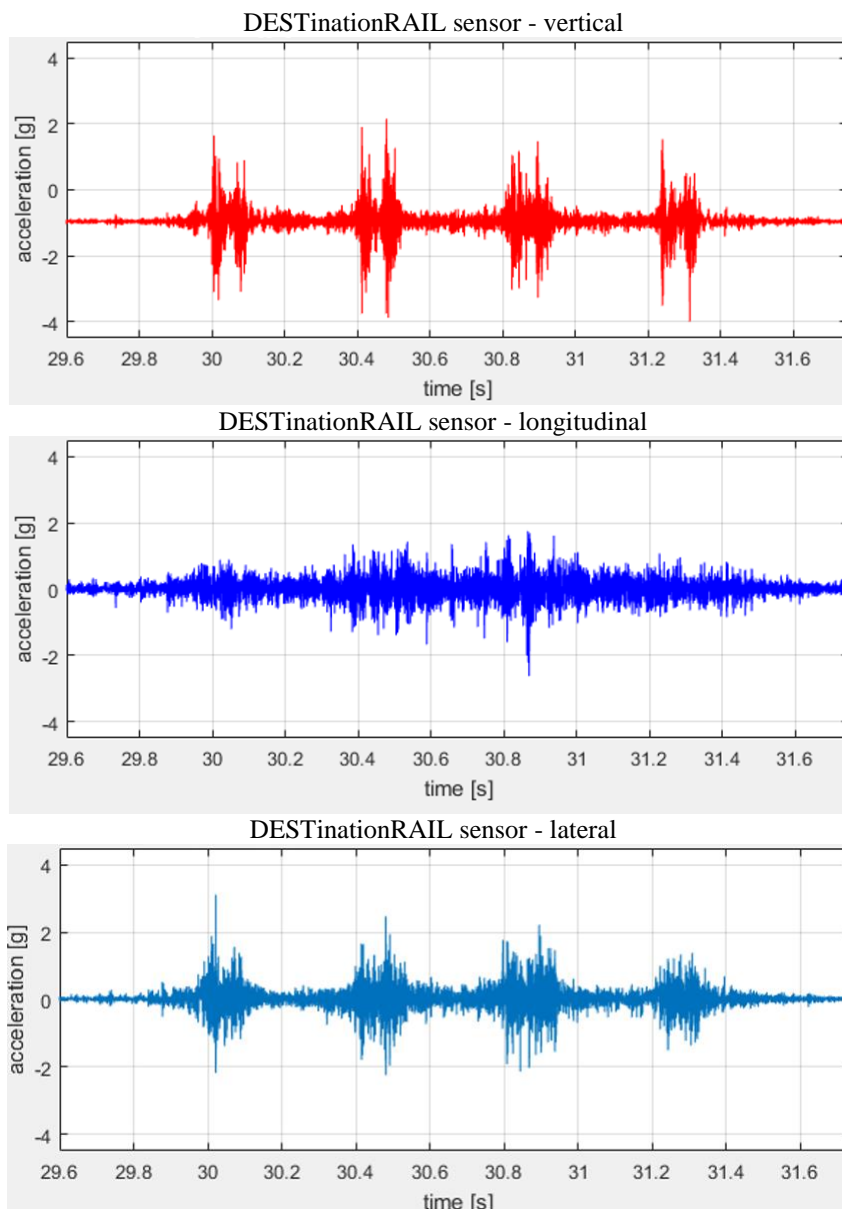 DESTinationRAIL sensor - vertical
acceleration [g]
4
2
0
-2
-4
29.6 29.8 30 30.2 30.4 30.6 30.8 31 31.2 31.4 31.6
time [s]
DESTinationRAIL sensor - longitudinal
acceleration [g]
4
2
0
-2
-4
29.6 29.8 30 30.2 30.4 30.6 30.8 31 31.2 31.4 31.6
time [s]
DESTinationRAIL sensor - lateral
acceleration [g]
4
2
0
-2
-4
29.6 29.8 30 30.2 30.4 30.6 30.8 31 31.2 31.4 31.6
time [s]